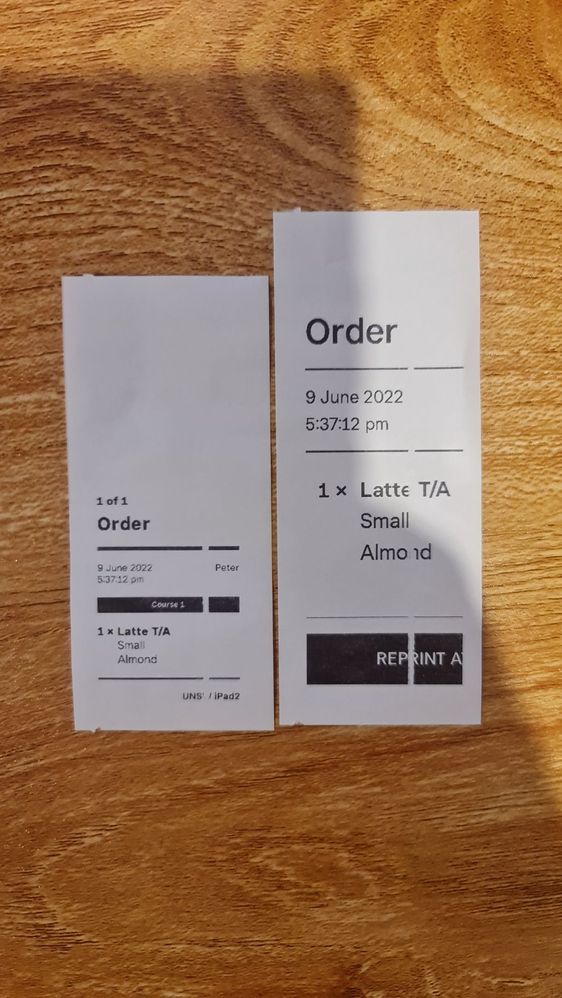 1 of 1
Order
9 June 2022 Peter
5:37:12 pm
Course 1
1 × Latte T/A
Small
Almond
/ iPad2
Order
9 June 2022
5:37:12 pm
1 × Latte T/A
Small
Almond
REPRINT